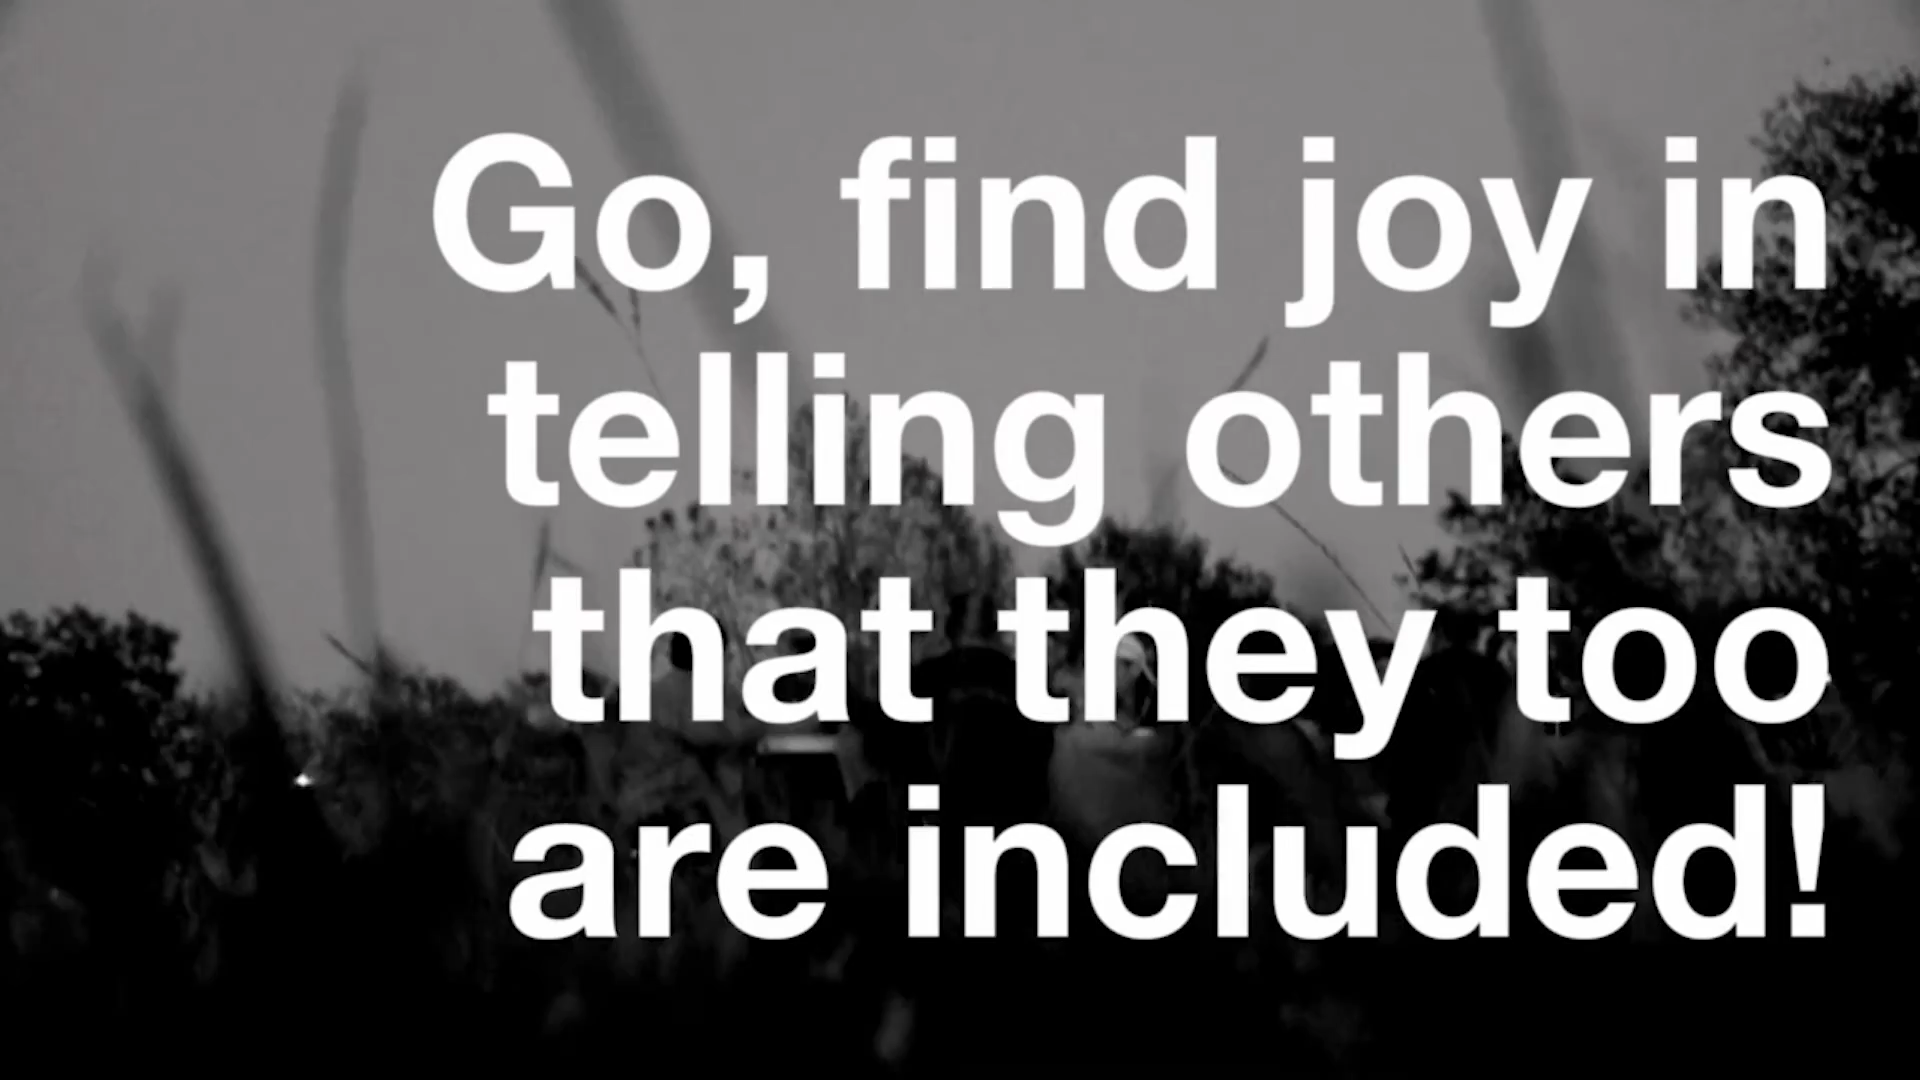 Go, find joy in
telling others
that they too
are included!